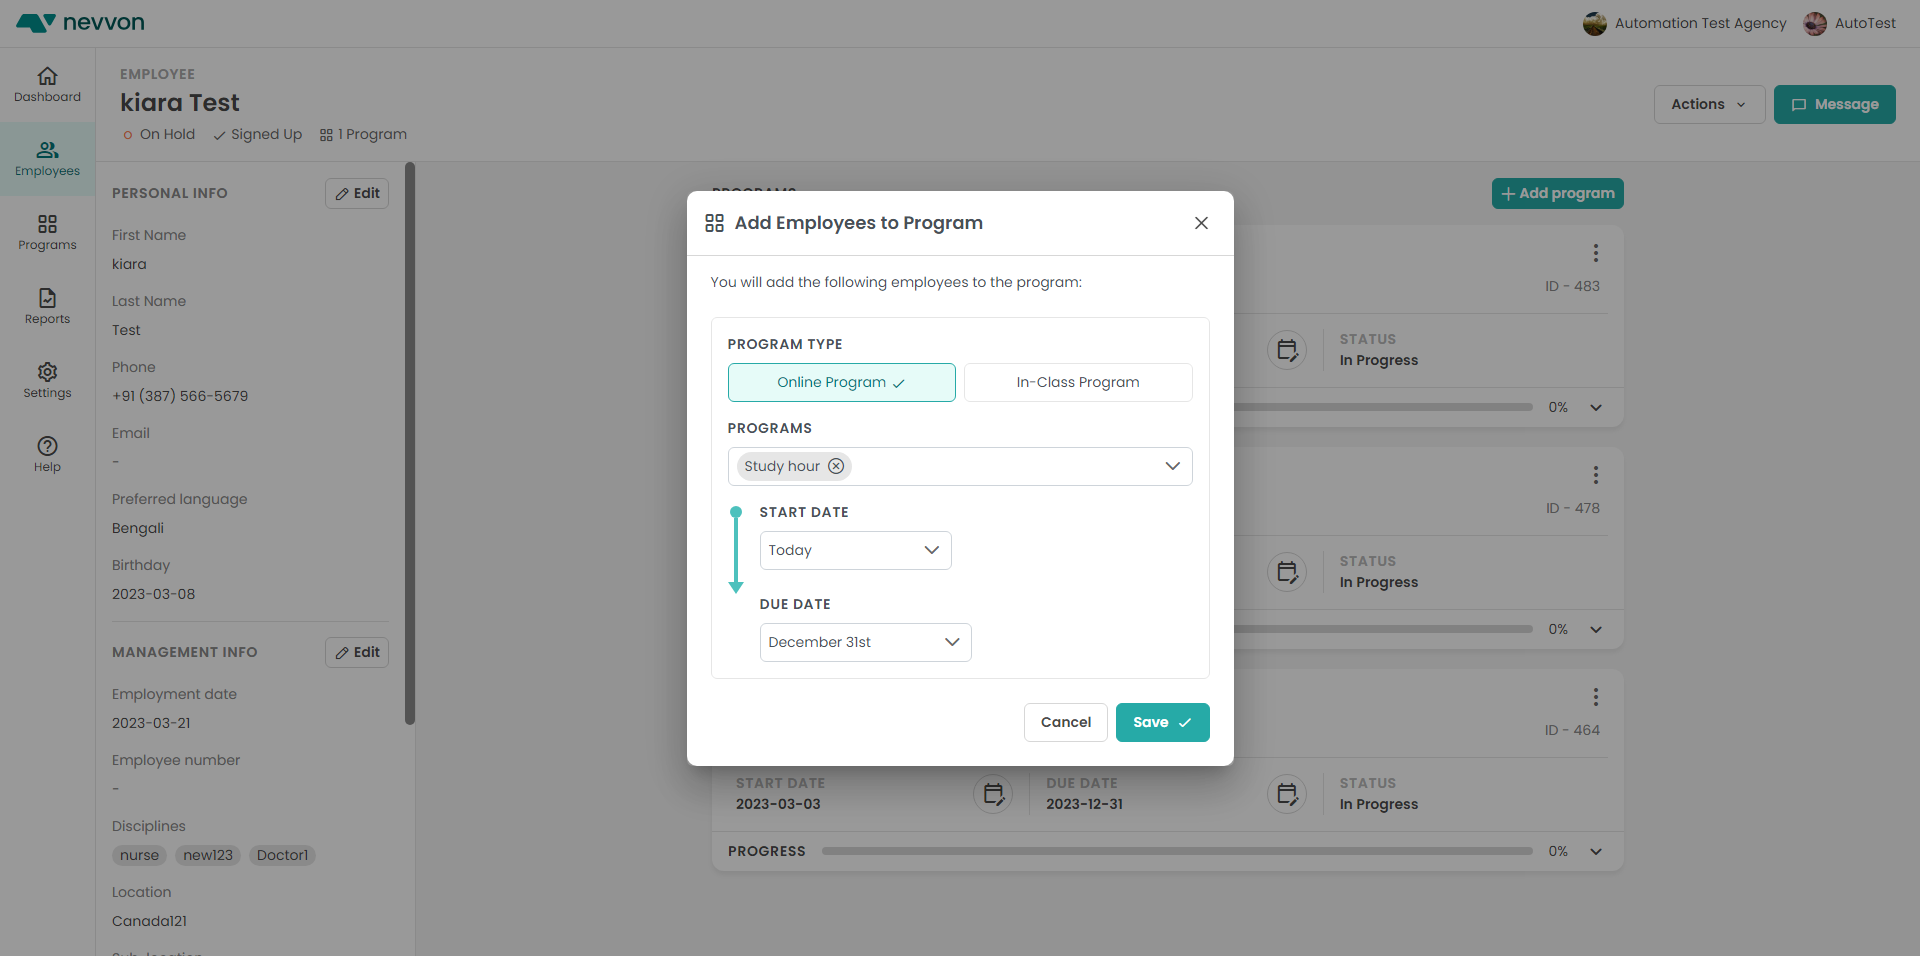 nevvon
Automation Test Agency
AutoTest
Dashboard
Employees
Programs
Reports
Settings
Help
EMPLOYEE
kiara Test
On Hold
Signed Up
1 Program
Actions
Message
PERSONAL INFO
Edit
First Name
kiara
Last Name
Test
Phone
+91 (387) 566-5679
Email
-
Preferred language
Bengali
Birthday
2023-03-08
MANAGEMENT INFO
Edit
Employment date
2023-03-21
Employee number
-
Disciplines
nurse new123 Doctor1
Location
Canada121
PROGRAMS
Add program
Add Employees to Program
You will add the following employees to the program:
PROGRAM TYPE
Online Program
In-Class Program
PROGRAMS
Study hour
START DATE
Today
DUE DATE
December 31st
Cancel
Save
ID - 483
STATUS
In Progress
0%
ID - 478
STATUS
In Progress
0%
ID - 464
START DATE
2023-03-03
DUE DATE
2023-12-31
STATUS
In Progress
PROGRESS
0%